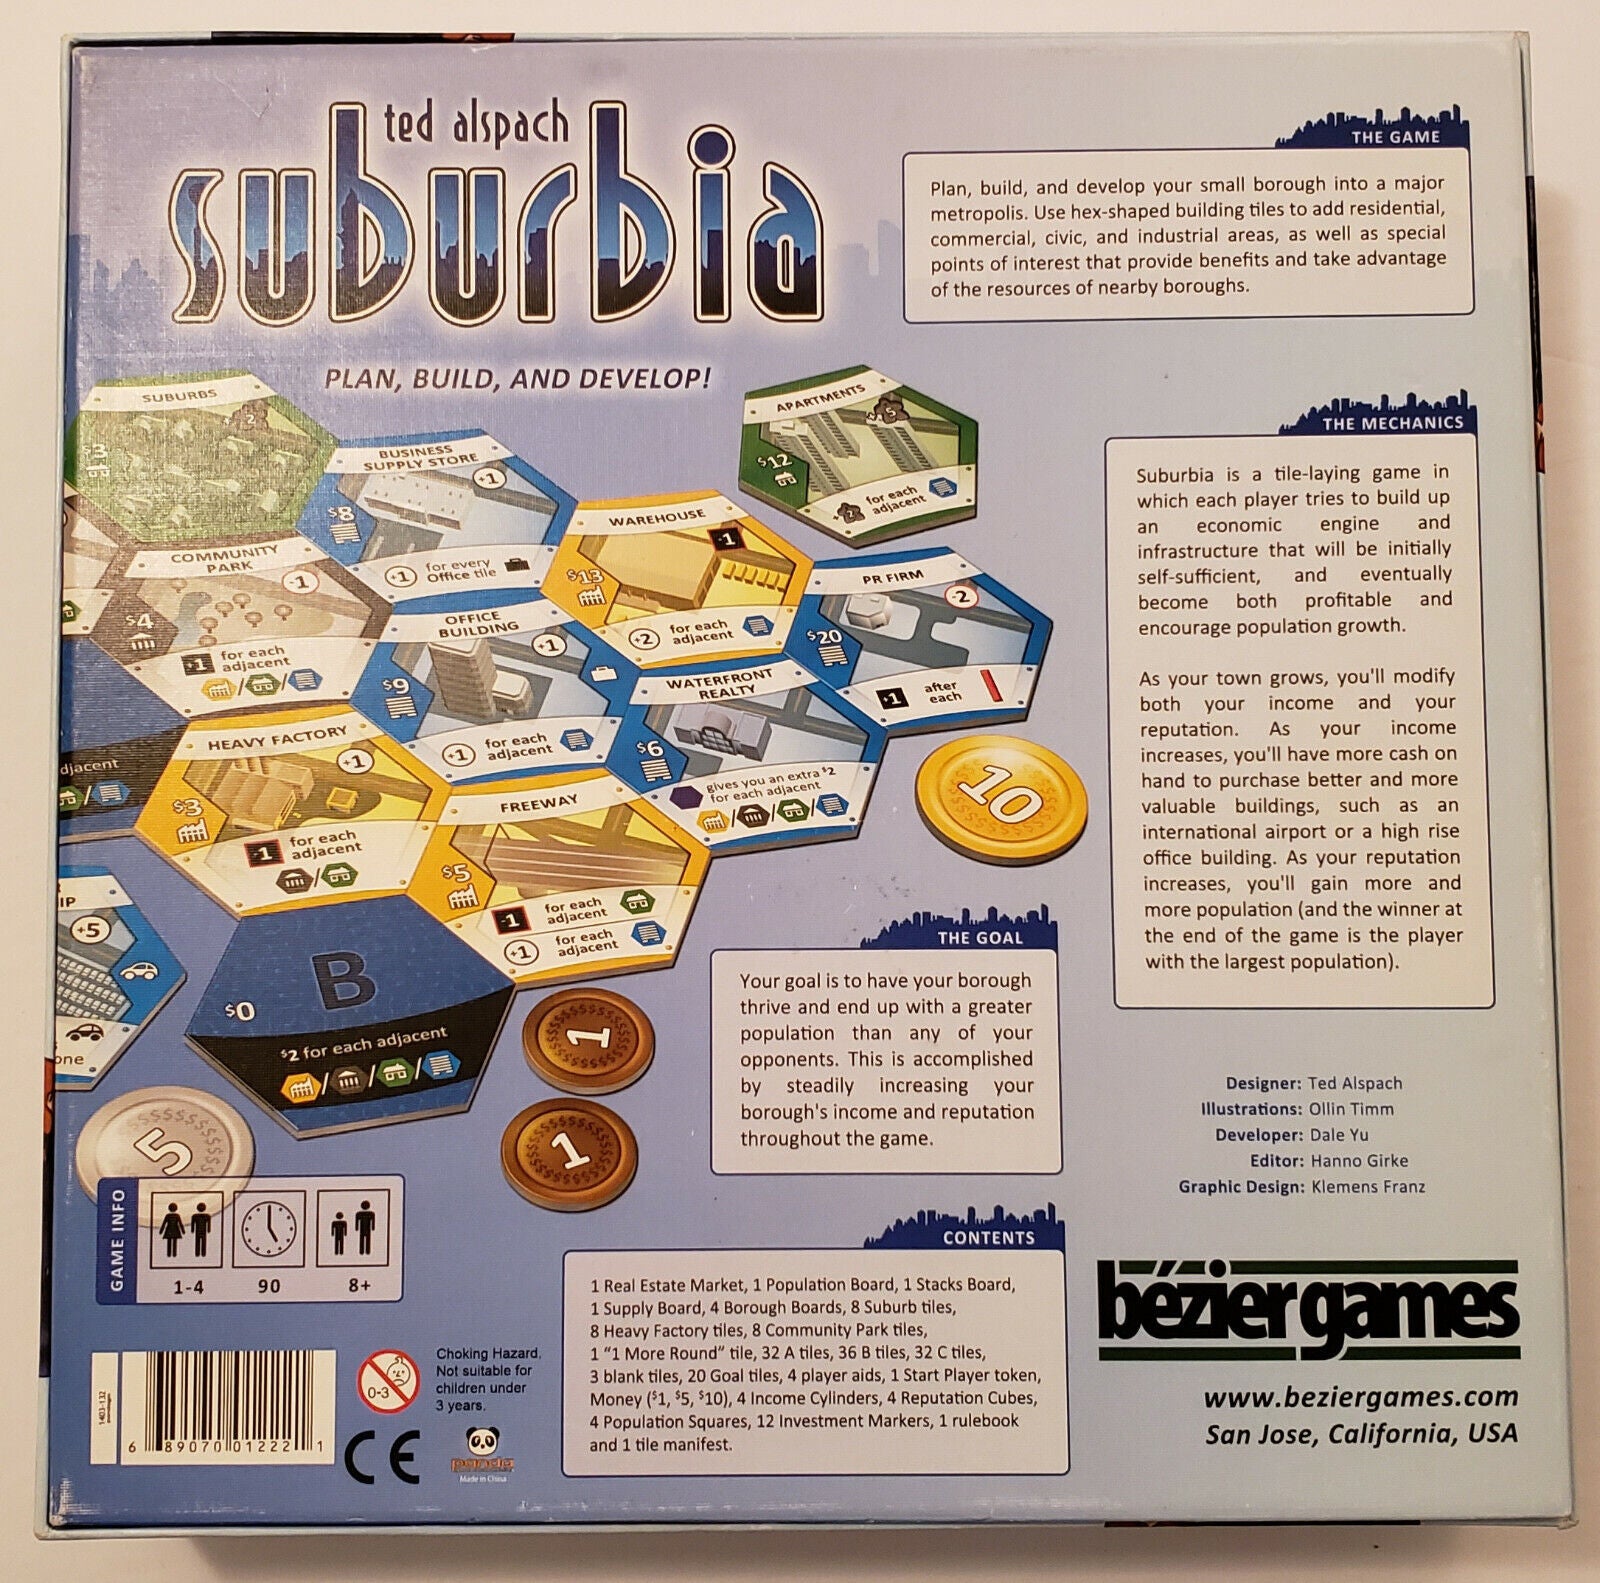 ted alspach
suburbia
PLAN, BUILD, AND DEVELOP!
THE GAME
Plan, build, and develop your small borough into a major
metropolis. Use hex-shaped building tiles to add residential,
commercial, civic, and industrial areas, as well as special
points of interest that provide benefits and take advantage
of the resources of nearby boroughs.
THE MECHANICS
Suburbia is a tile-laying game in
which each player tries to build up
an economic engine and
infrastructure that will be initially
self-sufficient, and eventually
become both profitable and
encourage population growth.
As your town grows, you'll modify
both your income and your
reputation. As your income
increases, you'll have more cash on
hand to purchase better and more
valuable buildings, such as an
international airport or a high rise
office building. As your reputation
increases, you'll gain more and
more population (and the winner at
the end of the game is the player
with the largest population).
SUBURBS
2
$3
BUSINESS
SUPPLY STORE
+1
$8
+1 for every
Office tile
APARTMENTS
5
$12
+2 for each
adjacent
WAREHOUSE
-1
$13
+2 for each
adjacent
COMMUNITY
PARK
-1
$4
+1 for each
adjacent
/ /
OFFICE
BUILDING
+1
$9
+1 for each
adjacent
PR FIRM
-2
$20
+1 after
each
WATERFRONT
REALTY
$6
gives you an extra $2
for each adjacent
/ / /
HEAVY FACTORY
+1
$3
-1 for each
adjacent
/
FREEWAY
$5
-1 for each
adjacent
+1 for each
adjacent
djacent
/
IP
+5
one
B
$0
$2 for each adjacent
/ / /
10
1
1
5
THE GOAL
Your goal is to have your borough
thrive and end up with a greater
population than any of your
opponents. This is accomplished
by steadily increasing your
borough's income and reputation
throughout the game.
Designer: Ted Alspach
Illustrations: Ollin Timm
Developer: Dale Yu
Editor: Hanno Girke
Graphic Design: Klemens Franz
GAME INFO
1-4 90 8+
CONTENTS
1 Real Estate Market, 1 Population Board, 1 Stacks Board,
1 Supply Board, 4 Borough Boards, 8 Suburb tiles,
8 Heavy Factory tiles, 8 Community Park tiles,
1 "1 More Round" tile, 32 A tiles, 36 B tiles, 32 C tiles,
3 blank tiles, 20 Goal tiles, 4 player aids, 1 Start Player token,
Money ($1, $5, $10), 4 Income Cylinders, 4 Reputation Cubes,
4 Population Squares, 12 Investment Markers, 1 rulebook
and 1 tile manifest.
béziergames
www.beziergames.com
San Jose, California, USA
1403-132
6 89070 01222 1
0-3
Choking Hazard.
Not suitable for
children under
3 years.
CE
panda
Made in China